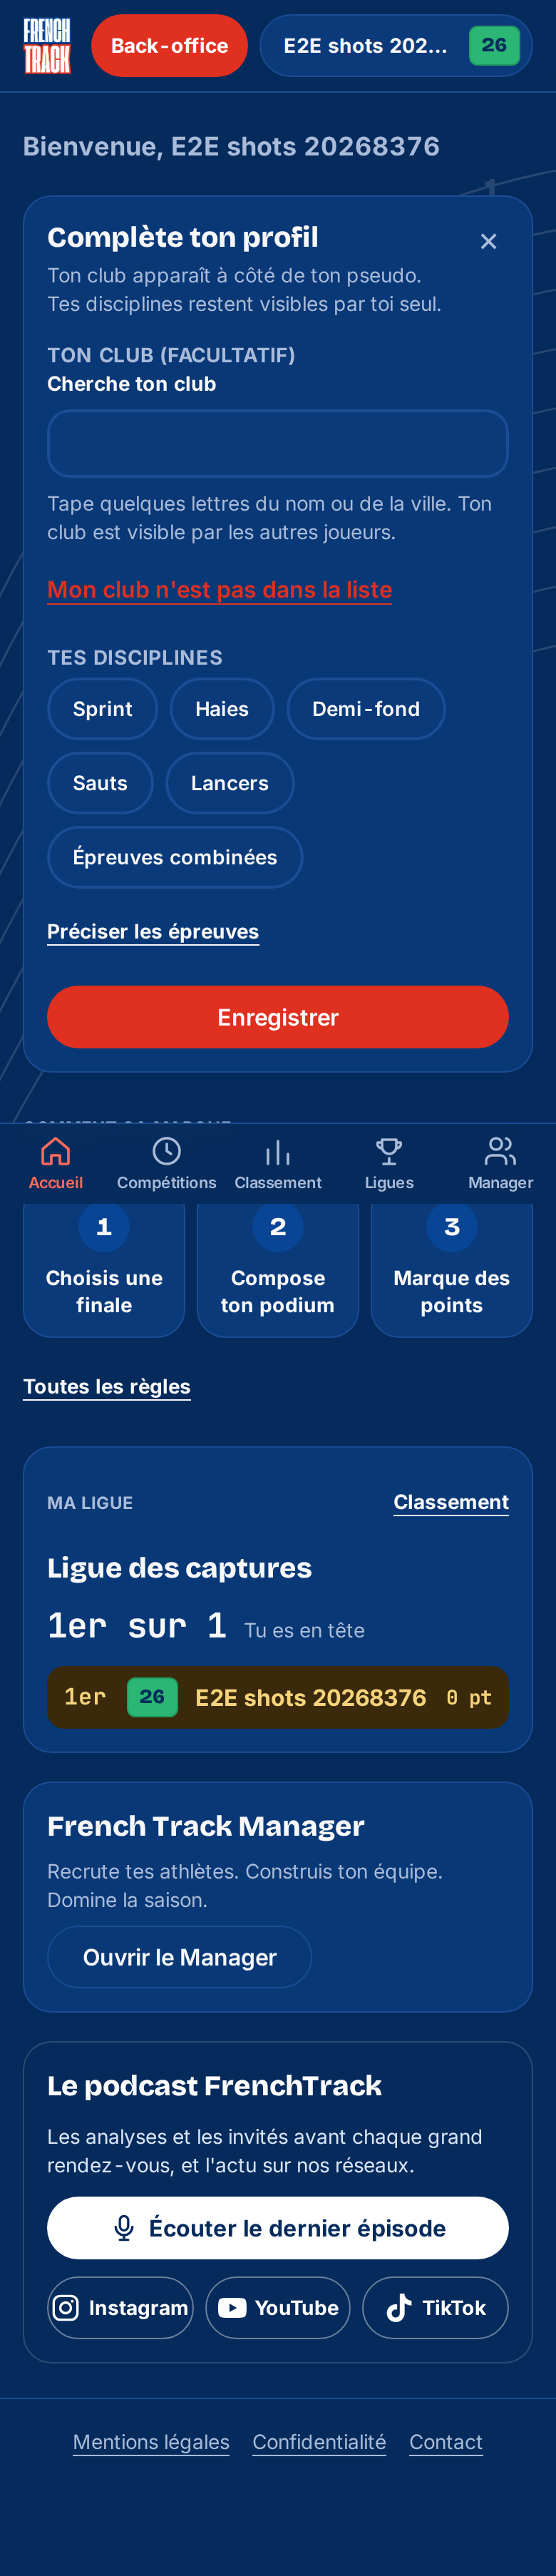 FRENCH
TRACK
Back-office
E2E shots 202...
26
Bienvenue, E2E shots 20268376
Complète ton profil
Ton club apparaît à côté de ton pseudo.
Tes disciplines restent visibles par toi seul.
TON CLUB (FACULTATIF)
Cherche ton club
Tape quelques lettres du nom ou de la ville. Ton
club est visible par les autres joueurs.
Mon club n'est pas dans la liste
TES DISCIPLINES
Sprint
Haies
Demi-fond
Sauts
Lancers
Épreuves combinées
Préciser les épreuves
Enregistrer
Accueil
Compétitions
Classement
Ligues
Manager
1
2
3
Choisis une
finale
Compose
ton podium
Marque des
points
Toutes les règles
MA LIGUE
Classement
Ligue des captures
1er sur 1
Tu es en tête
1er
26
E2E shots 20268376
0 pt
French Track Manager
Recrute tes athlètes. Construis ton équipe.
Domine la saison.
Ouvrir le Manager
Le podcast FrenchTrack
Les analyses et les invités avant chaque grand
rendez-vous, et l'actu sur nos réseaux.
Écouter le dernier épisode
Instagram
YouTube
TikTok
Mentions légales
Confidentialité
Contact